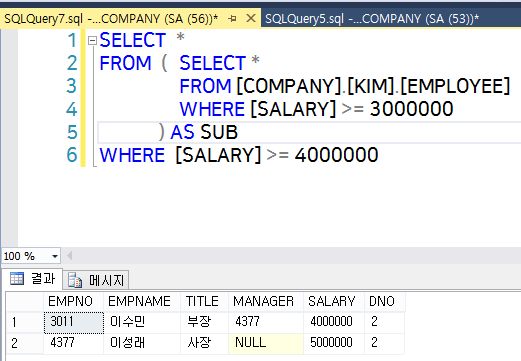 SQLQuery7.sql -...COMPANY (SA (56))* SQLQuery5.sql -...COMPANY (SA (53))*
1 SELECT *
2 FROM ( SELECT *
3 FROM [COMPANY].[KIM].[EMPLOYEE]
4 WHERE [SALARY] >= 3000000
5 ) AS SUB
6 WHERE [SALARY] >= 4000000
100 %
결과 메시지
EMPNO EMPNAME TITLE MANAGER SALARY DNO
1 3011 이수민 부장 4377 4000000 2
2 4377 이성래 사장 NULL 5000000 2